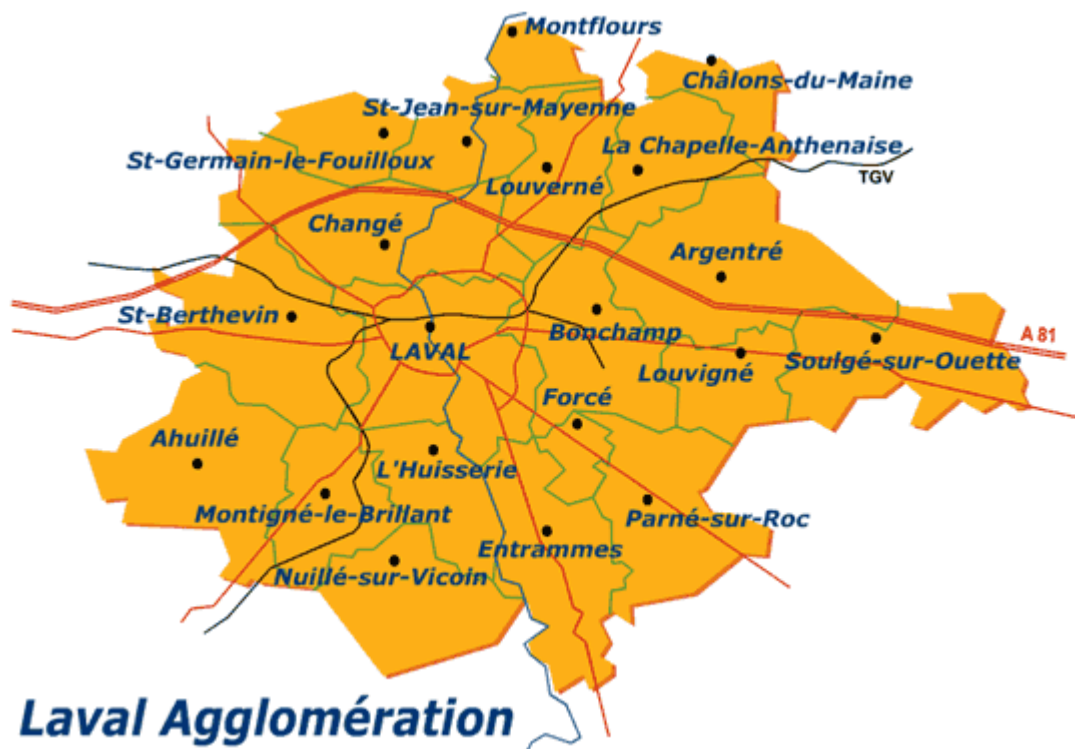 Montflours
Châlons-du-Maine
St-Jean-sur-Mayenne
La Chapelle-Anthenaise
St-Germain-le-Fouilloux
TGV
Louverné
Changé
Argentré
St-Berthevin
Bonchamp
A 81
LAVAL
Louvigné
Soulgé-sur-Ouette
Forcé
Ahuillé
L'Huisserie
Montigné-le-Brillant
Parné-sur-Roc
Entrammes
Nuillé-sur-Vicoin
Laval Agglomération